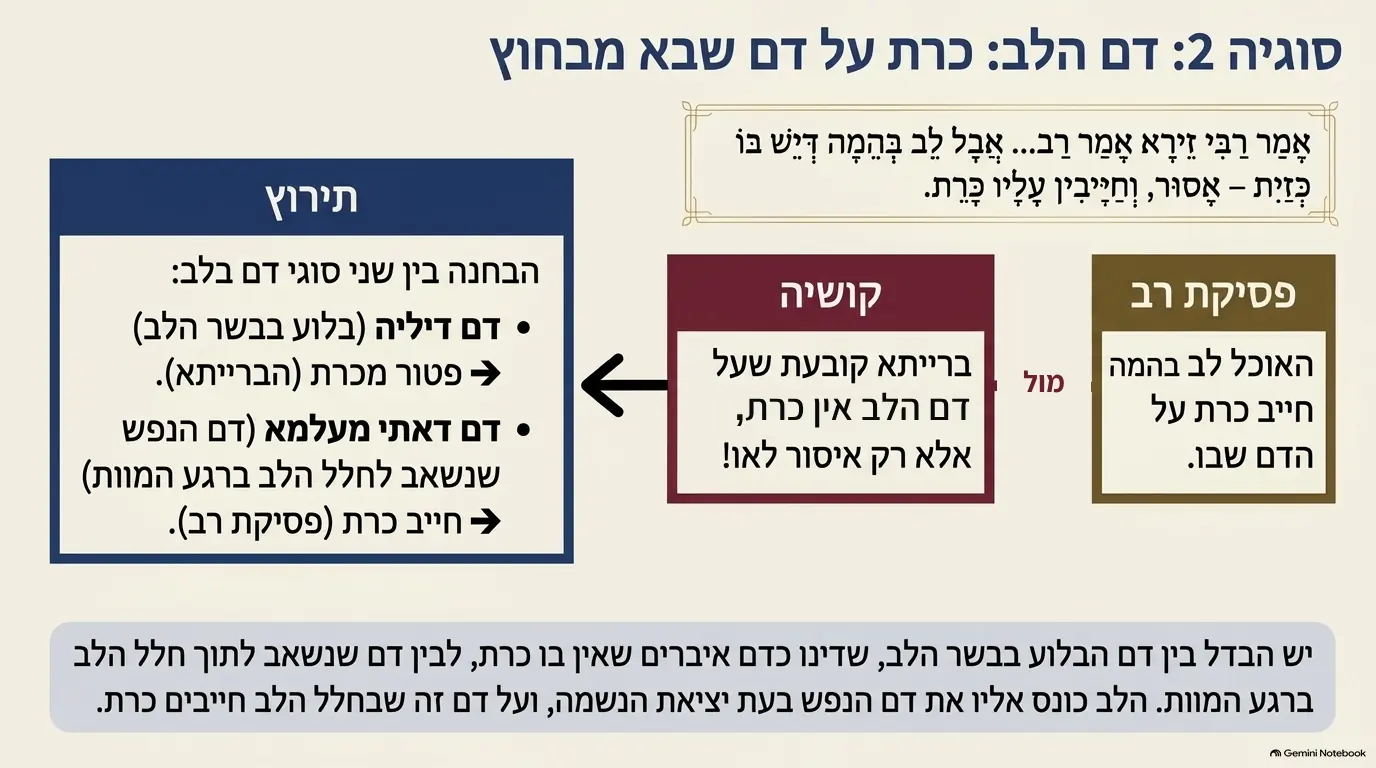 סוגיה 2: דם הלב: כרת על דם שבא מבחוץ
אָמַר רַבִּי זֵירָא אָמַר רַב... אֲבָל לֵב בְּהֵמָה דְּיֵשׁ בּוֹ
כְּזַיִת – אָסוּר, וְחַיָּיבִין עָלָיו כָּרֵת.
פסיקת רב
האוכל לב בהמה
חייב כרת על
הדם שבו.
מול
קושיה
ברייתא קובעת שעל
דם הלב אין כרת,
אלא רק איסור לאו!
תירוץ
הבחנה בין שני סוגי דם בלב:
• דם דיליה (בלוע בבשר הלב)
➔ פטור מכרת (הברייתא).
• דם דאתי מעלמא (דם הנפש
שנשאב לחלל הלב ברגע המוות)
➔ חייב כרת (פסיקת רב).
יש הבדל בין דם הבלוע בבשר הלב, שדינו כדם איברים שאין בו כרת, לבין דם שנשאב לתוך חלל הלב
ברגע המוות. הלב כונס אליו את דם הנפש בעת יציאת הנשמה, ועל דם זה שבחלל הלב חייבים כרת.
Gemini Notebook